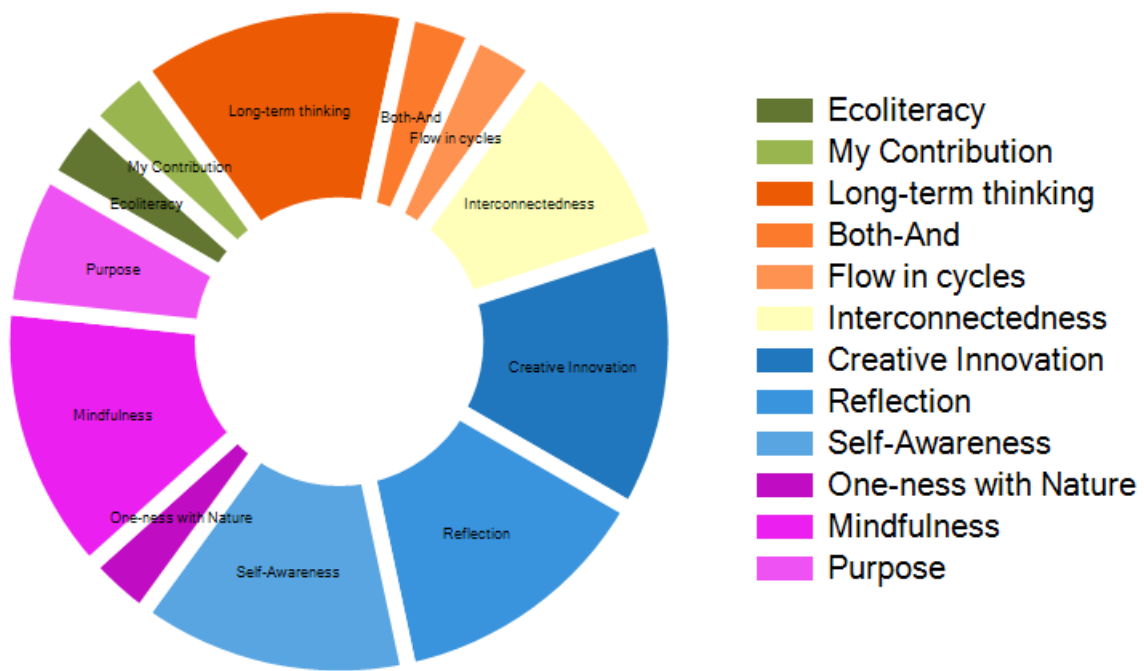 Long-term thinking
Both-And
Flow in cycles
My Contribution
Ecoliteracy
Interconnectedness
Purpose
Creative Innovation
Mindfulness
One-ness with Nature
Reflection
Self-Awareness
Ecoliteracy
My Contribution
Long-term thinking
Both-And
Flow in cycles
Interconnectedness
Creative Innovation
Reflection
Self-Awareness
One-ness with Nature
Mindfulness
Purpose